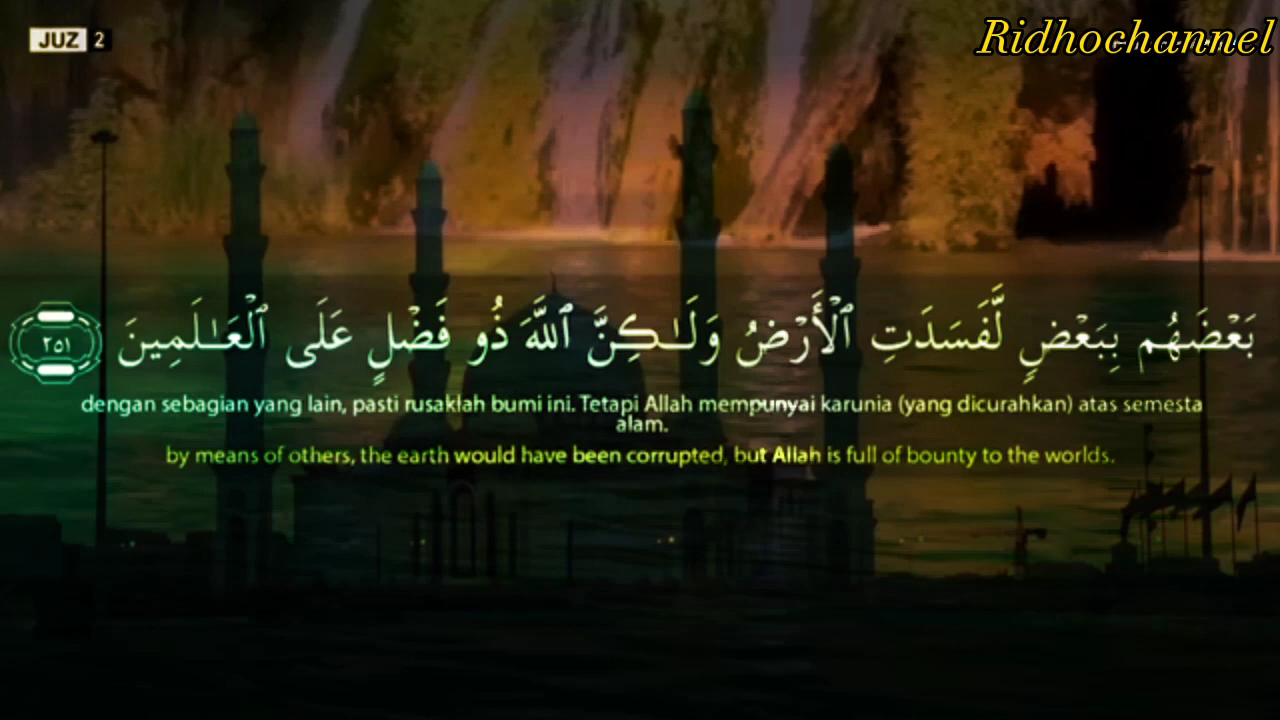 JUZ 2
Ridhochannel
بَعْضَهُم بِبَعْضٍ لَّفَسَدَتِ ٱلْأَرْضُ وَلَـٰكِنَّ ٱللَّهَ ذُو فَضْلٍ عَلَى ٱلْعَـٰلَمِينَ ٢٥١
dengan sebagian yang lain, pasti rusaklah bumi ini. Tetapi Allah mempunyai karunia (yang dicurahkan) atas semesta
alam.
by means of others, the earth would have been corrupted, but Allah is full of bounty to the worlds.